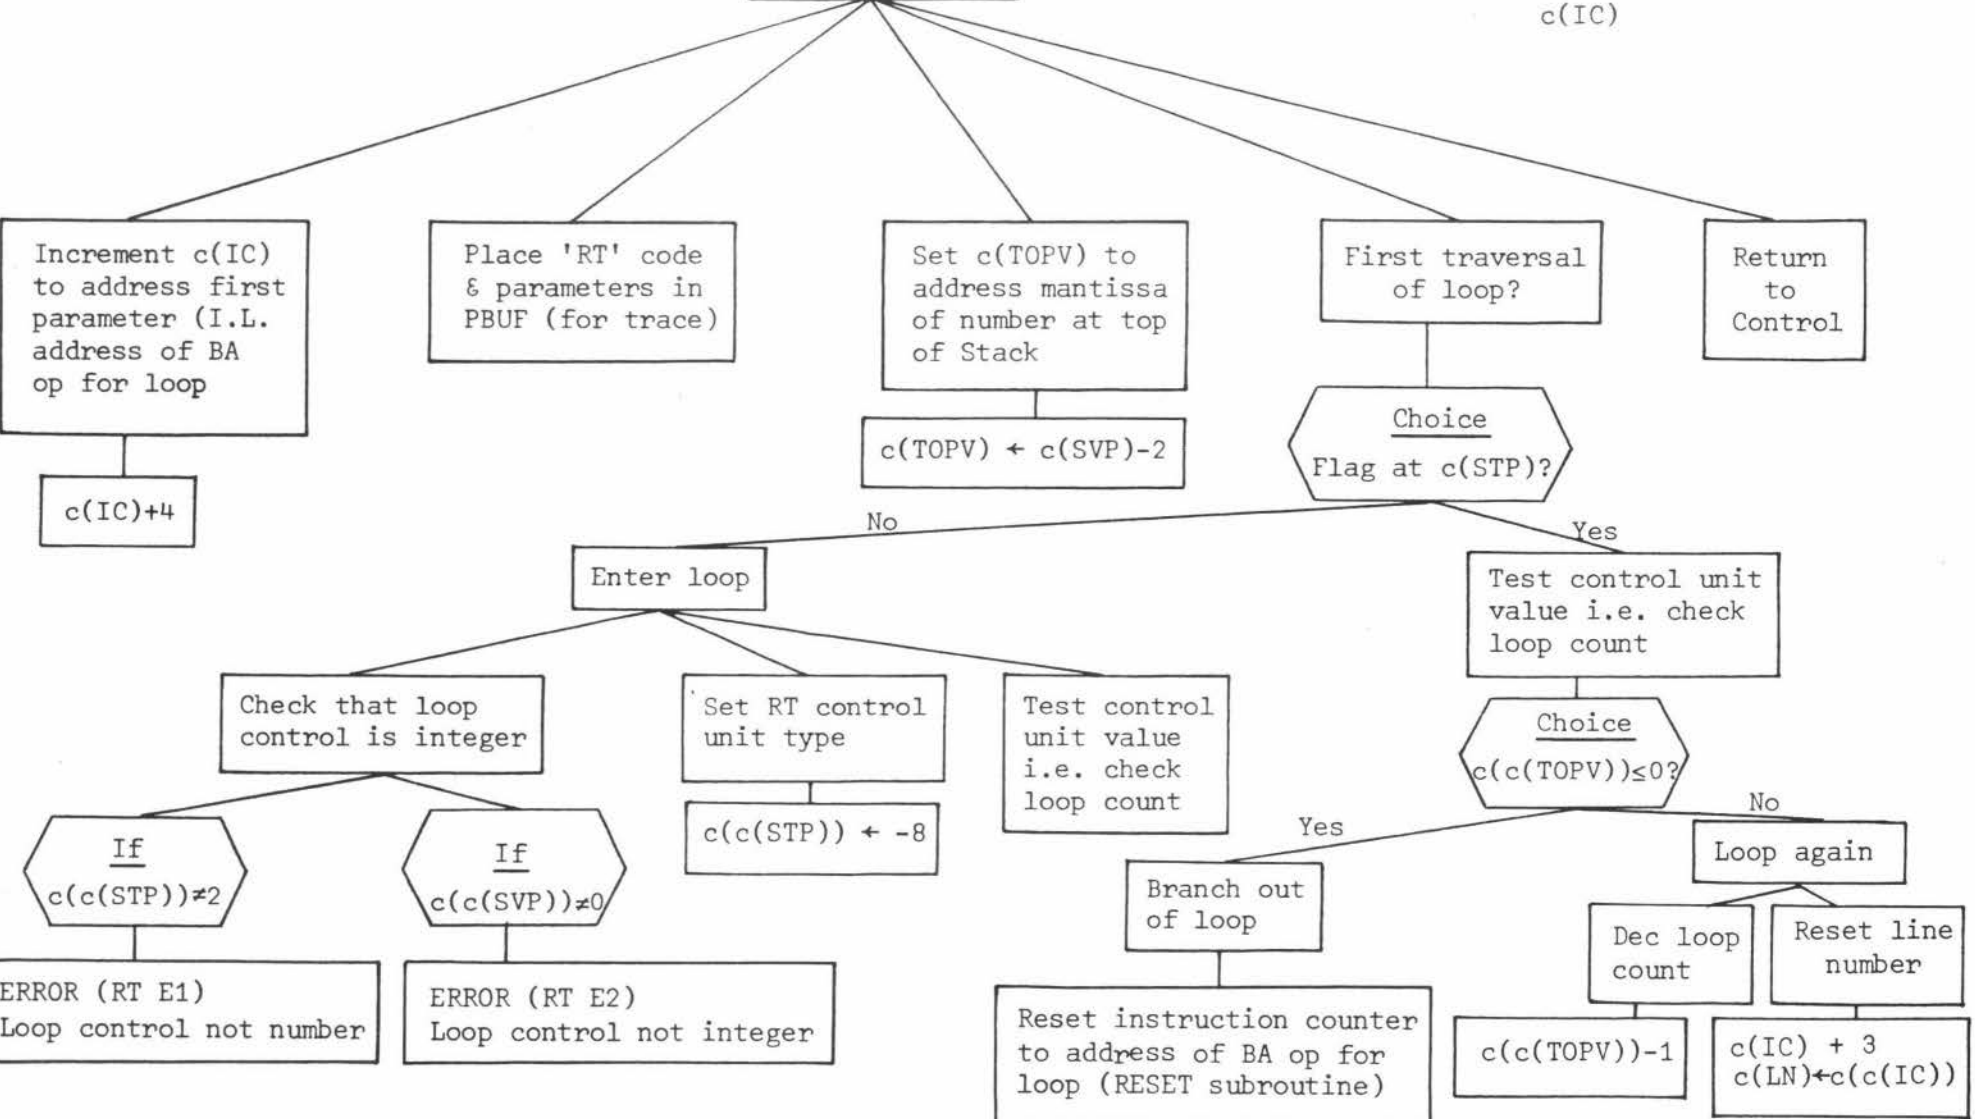 c(IC)
Increment c(IC)
to address first
parameter (I.L.
address of BA
op for loop
c(IC)+4
Place 'RT' code
& parameters in
PBUF (for trace)
Set c(TOPV) to
address mantissa
of number at top
of Stack
c(TOPV) ← c(SVP)-2
First traversal
of loop?
Choice
Flag at c(STP)?
Return
to
Control
No
Yes
Enter loop
Test control unit
value i.e. check
loop count
Check that loop
control is integer
Set RT control
unit type
c(c(STP)) ← -8
Test control
unit value
i.e. check
loop count
Choice
c(c(TOPV))≤0?
Yes
No
If
c(c(STP))≠2
If
c(c(SVP))≠0
ERROR (RT E1)
Loop control not number
ERROR (RT E2)
Loop control not integer
Branch out
of loop
Reset instruction counter
to address of BA op for
loop (RESET subroutine)
Loop again
Dec loop
count
c(c(TOPV))-1
Reset line
number
c(IC) + 3
c(LN)←c(c(IC))